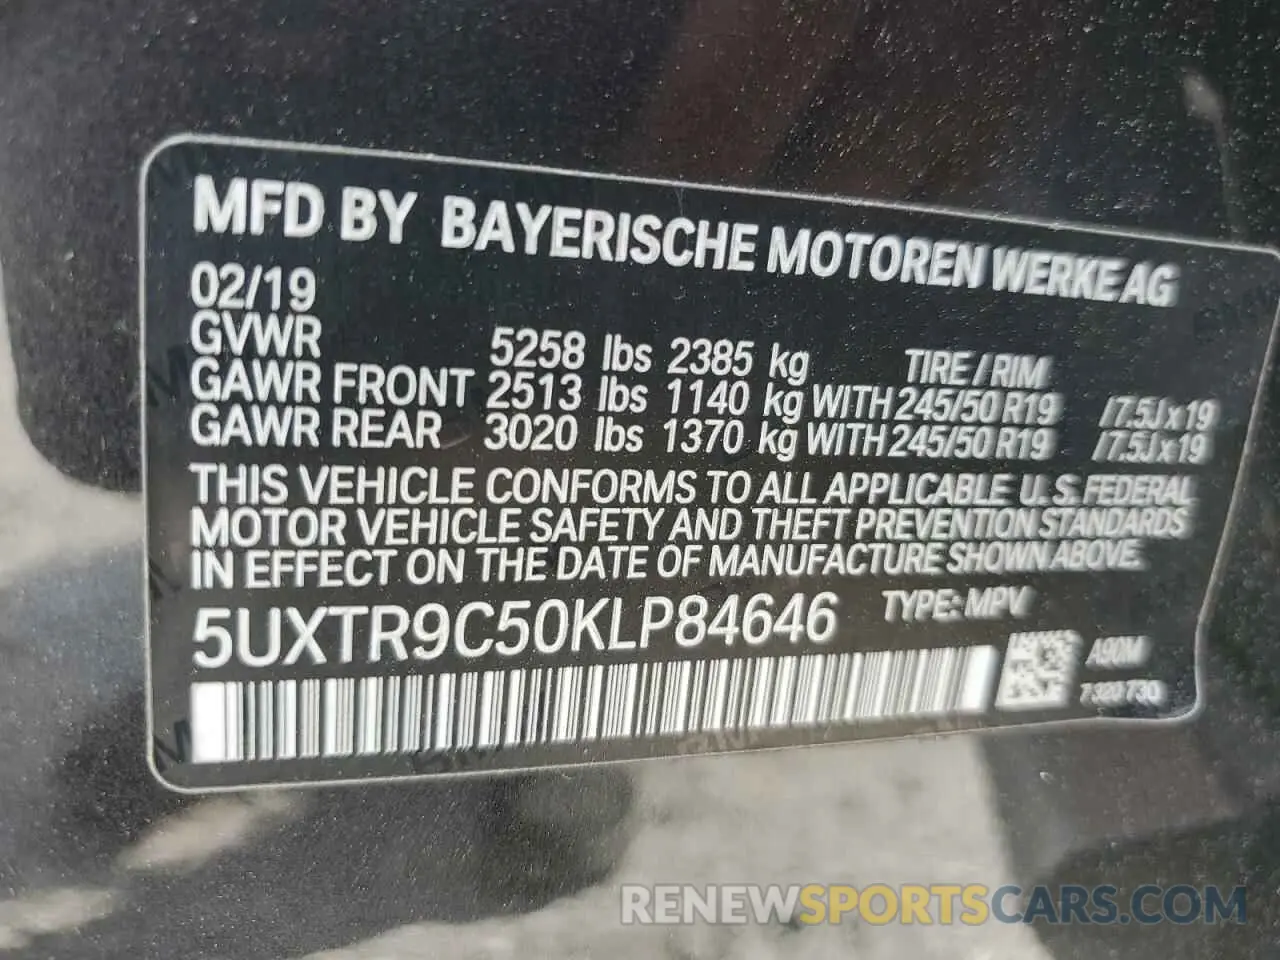 MFD BY BAYERISCHE MOTOREN WERKE AG
02/19
GVWR 5258 lbs 2385 kg TIRE / RIM
GAWR FRONT 2513 lbs 1140 kg WITH 245/50 R19 /7.5J x 19
GAWR REAR 3020 lbs 1370 kg WITH 245/50 R19 /7.5J x 19
THIS VEHICLE CONFORMS TO ALL APPLICABLE U.S. FEDERAL
MOTOR VEHICLE SAFETY AND THEFT PREVENTION STANDARDS
IN EFFECT ON THE DATE OF MANUFACTURE SHOWN ABOVE.
5UXTR9C50KLP84646 TYPE: MPV
A90M
7320730
RENEWSPORTSCARS.COM